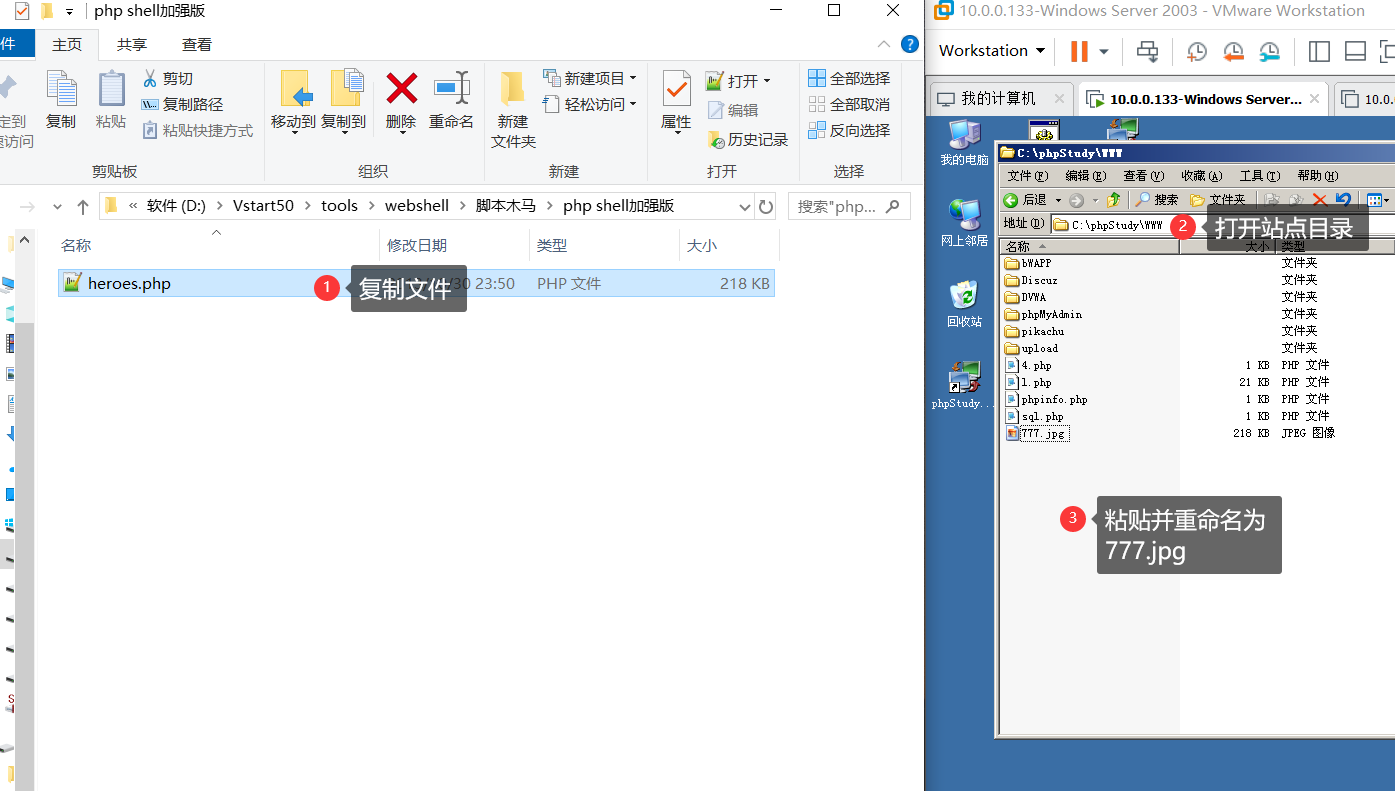 php shell加强版
件
主页
共享
查看
复制
粘贴
剪切
复制路径
粘贴快捷方式
剪贴板
移动到
复制到
删除
重命名
组织
新建
文件夹
新建项目
轻松访问
新建
属性
打开
编辑
历史记录
打开
全部选择
全部取消
反向选择
选择
« 软件 (D:) > Vstart50 > tools > webshell > 脚本木马 > php shell加强版
搜索"php...
名称
修改日期
类型
大小
heroes.php
30 23:50
PHP 文件
218 KB
1
复制文件
10.0.0.133-Windows Server 2003 - VMware Workstation
Workstation
我的计算机
10.0.0.133-Windows Server...
10.0.
我的电脑
网上邻居
回收站
phpStudy...
C:\phpStudy\WWW
文件(F)
编辑(E)
查看(V)
收藏(A)
工具(T)
帮助(H)
后退
搜索
文件夹
地址(D)
C:\phpStudy\WWW
2
打开站点目录
名称
大小
类型
bWAPP 文件夹
Discuz 文件夹
DVWA 文件夹
phpMyAdmin 文件夹
pikachu 文件夹
upload 文件夹
4.php 1 KB PHP 文件
l.php 21 KB PHP 文件
phpinfo.php 1 KB PHP 文件
sql.php 1 KB PHP 文件
777.jpg 218 KB JPEG 图像
3
粘贴并重命名为
777.jpg